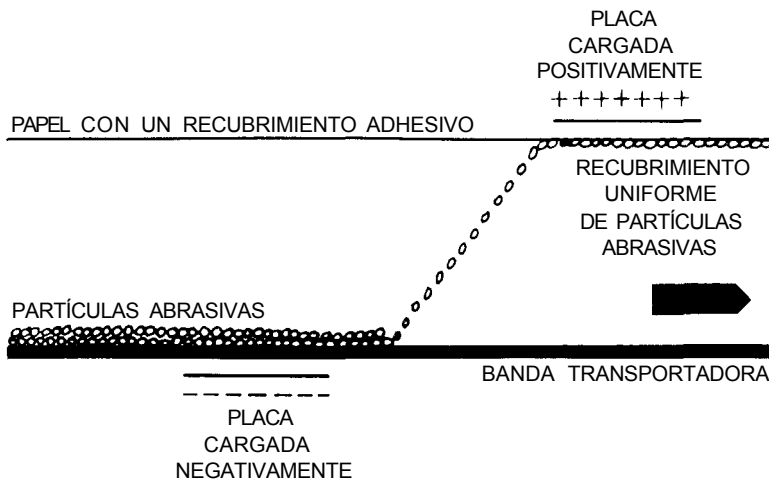 PLACA
CARGADA
POSITIVAMENTE
+ + + + + + +
PAPEL CON UN RECUBRIMIENTO ADHESIVO
RECUBRIMIENTO
UNIFORME
DE PARTÍCULAS
ABRASIVAS
PARTÍCULAS ABRASIVAS
BANDA TRANSPORTADORA
PLACA
CARGADA
NEGATIVAMENTE